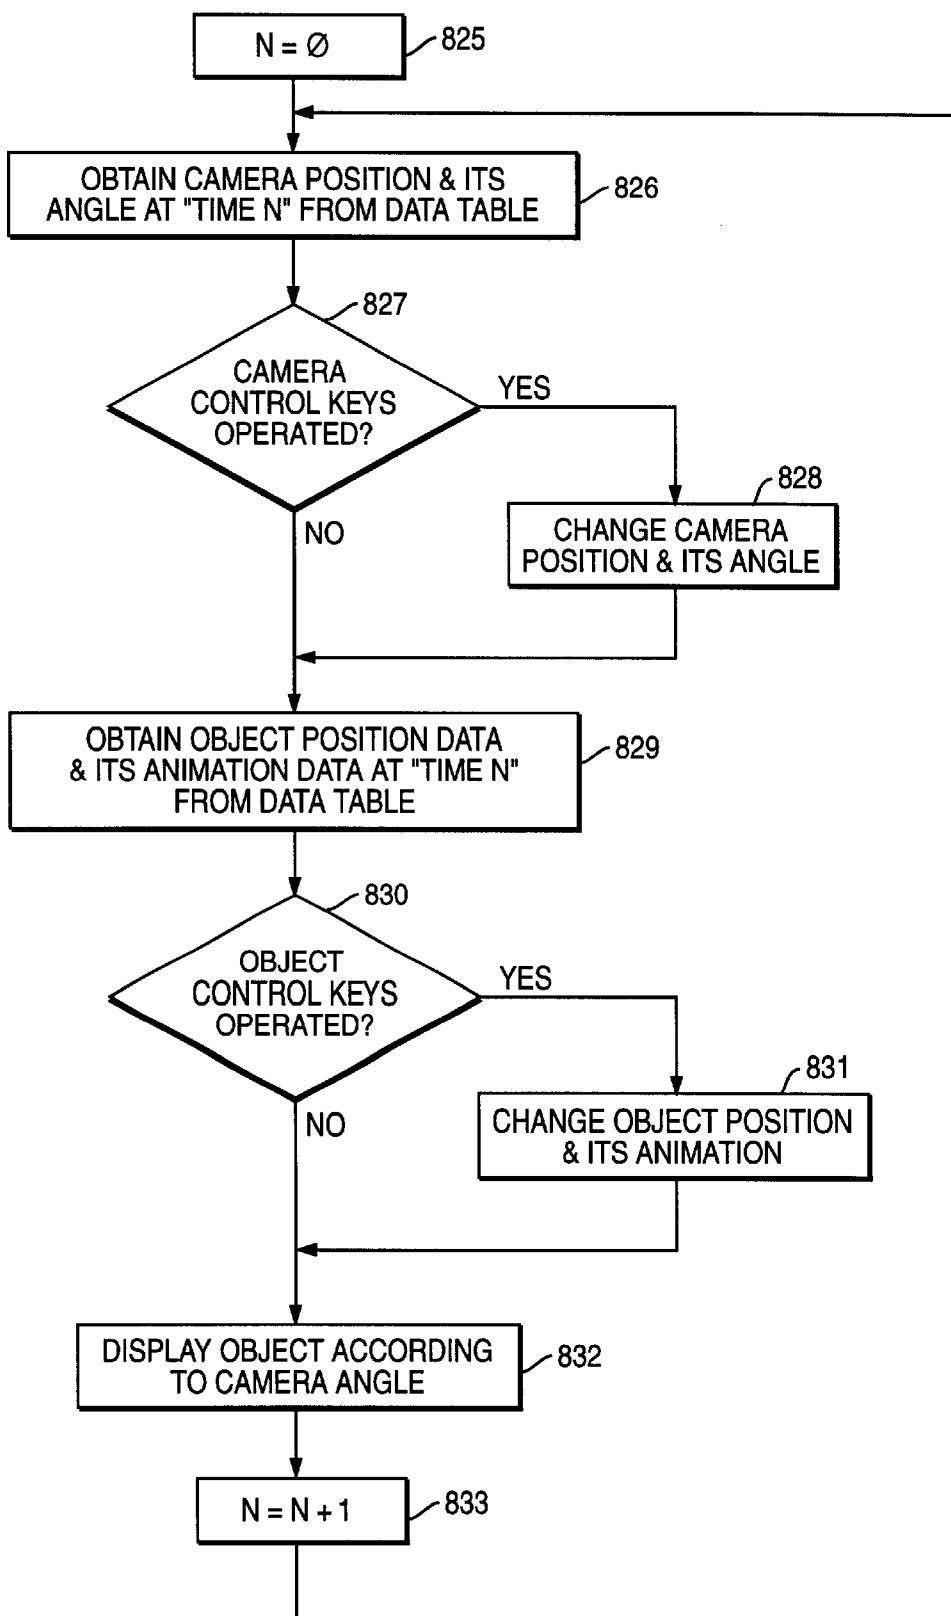 N = Ø
825
OBTAIN CAMERA POSITION & ITS
ANGLE AT "TIME N" FROM DATA TABLE
826
827
CAMERA
CONTROL KEYS
OPERATED?
YES
NO
828
CHANGE CAMERA
POSITION & ITS ANGLE
OBTAIN OBJECT POSITION DATA
& ITS ANIMATION DATA AT "TIME N"
FROM DATA TABLE
829
830
OBJECT
CONTROL KEYS
OPERATED?
YES
NO
831
CHANGE OBJECT POSITION
& ITS ANIMATION
DISPLAY OBJECT ACCORDING
TO CAMERA ANGLE
832
N = N + 1
833